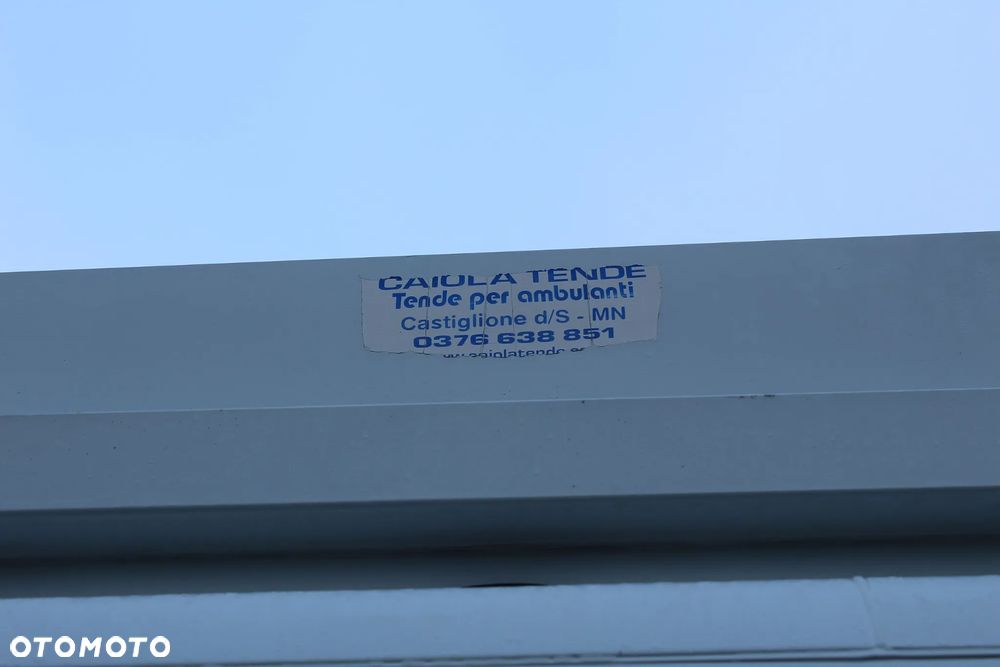 CAIOLA TENDE
Tende per ambulanti
Castiglione d/S - MN
0376 638 851
OTOMOTO